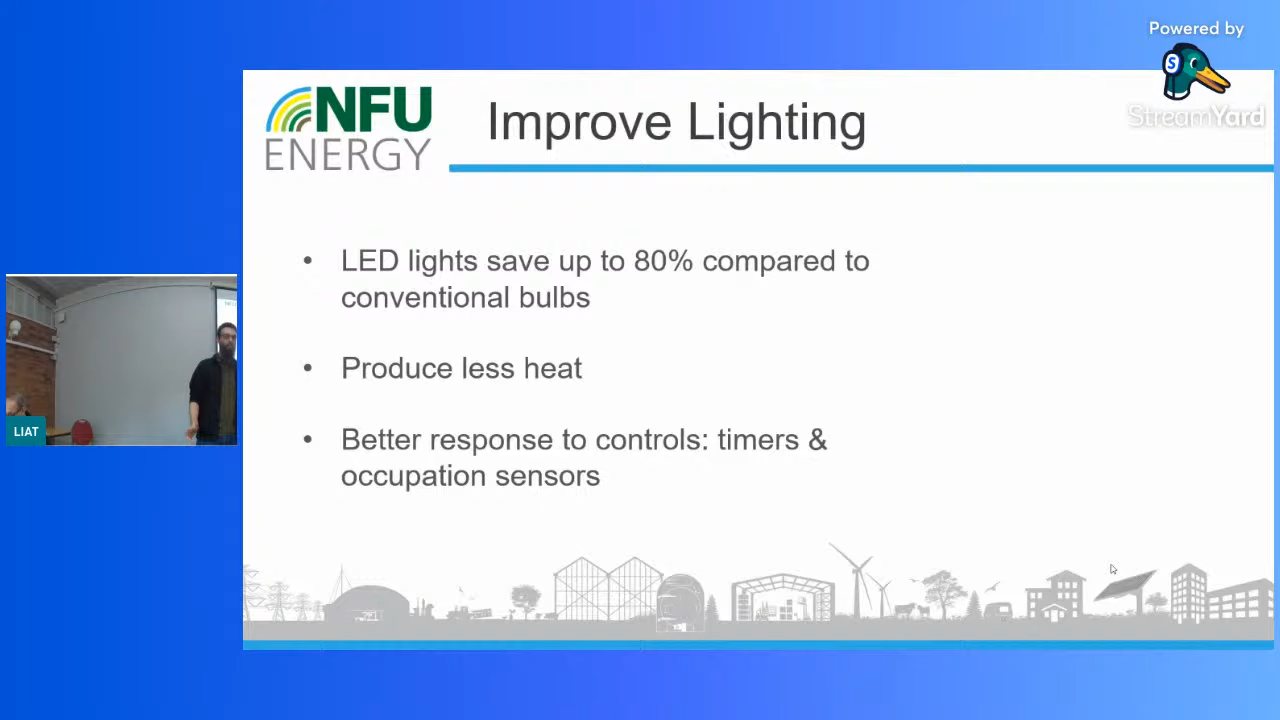 Powered by
StreamYard
NFU
ENERGY
Improve Lighting
• LED lights save up to 80% compared to
conventional bulbs
• Produce less heat
• Better response to controls: timers &
occupation sensors
LIAT